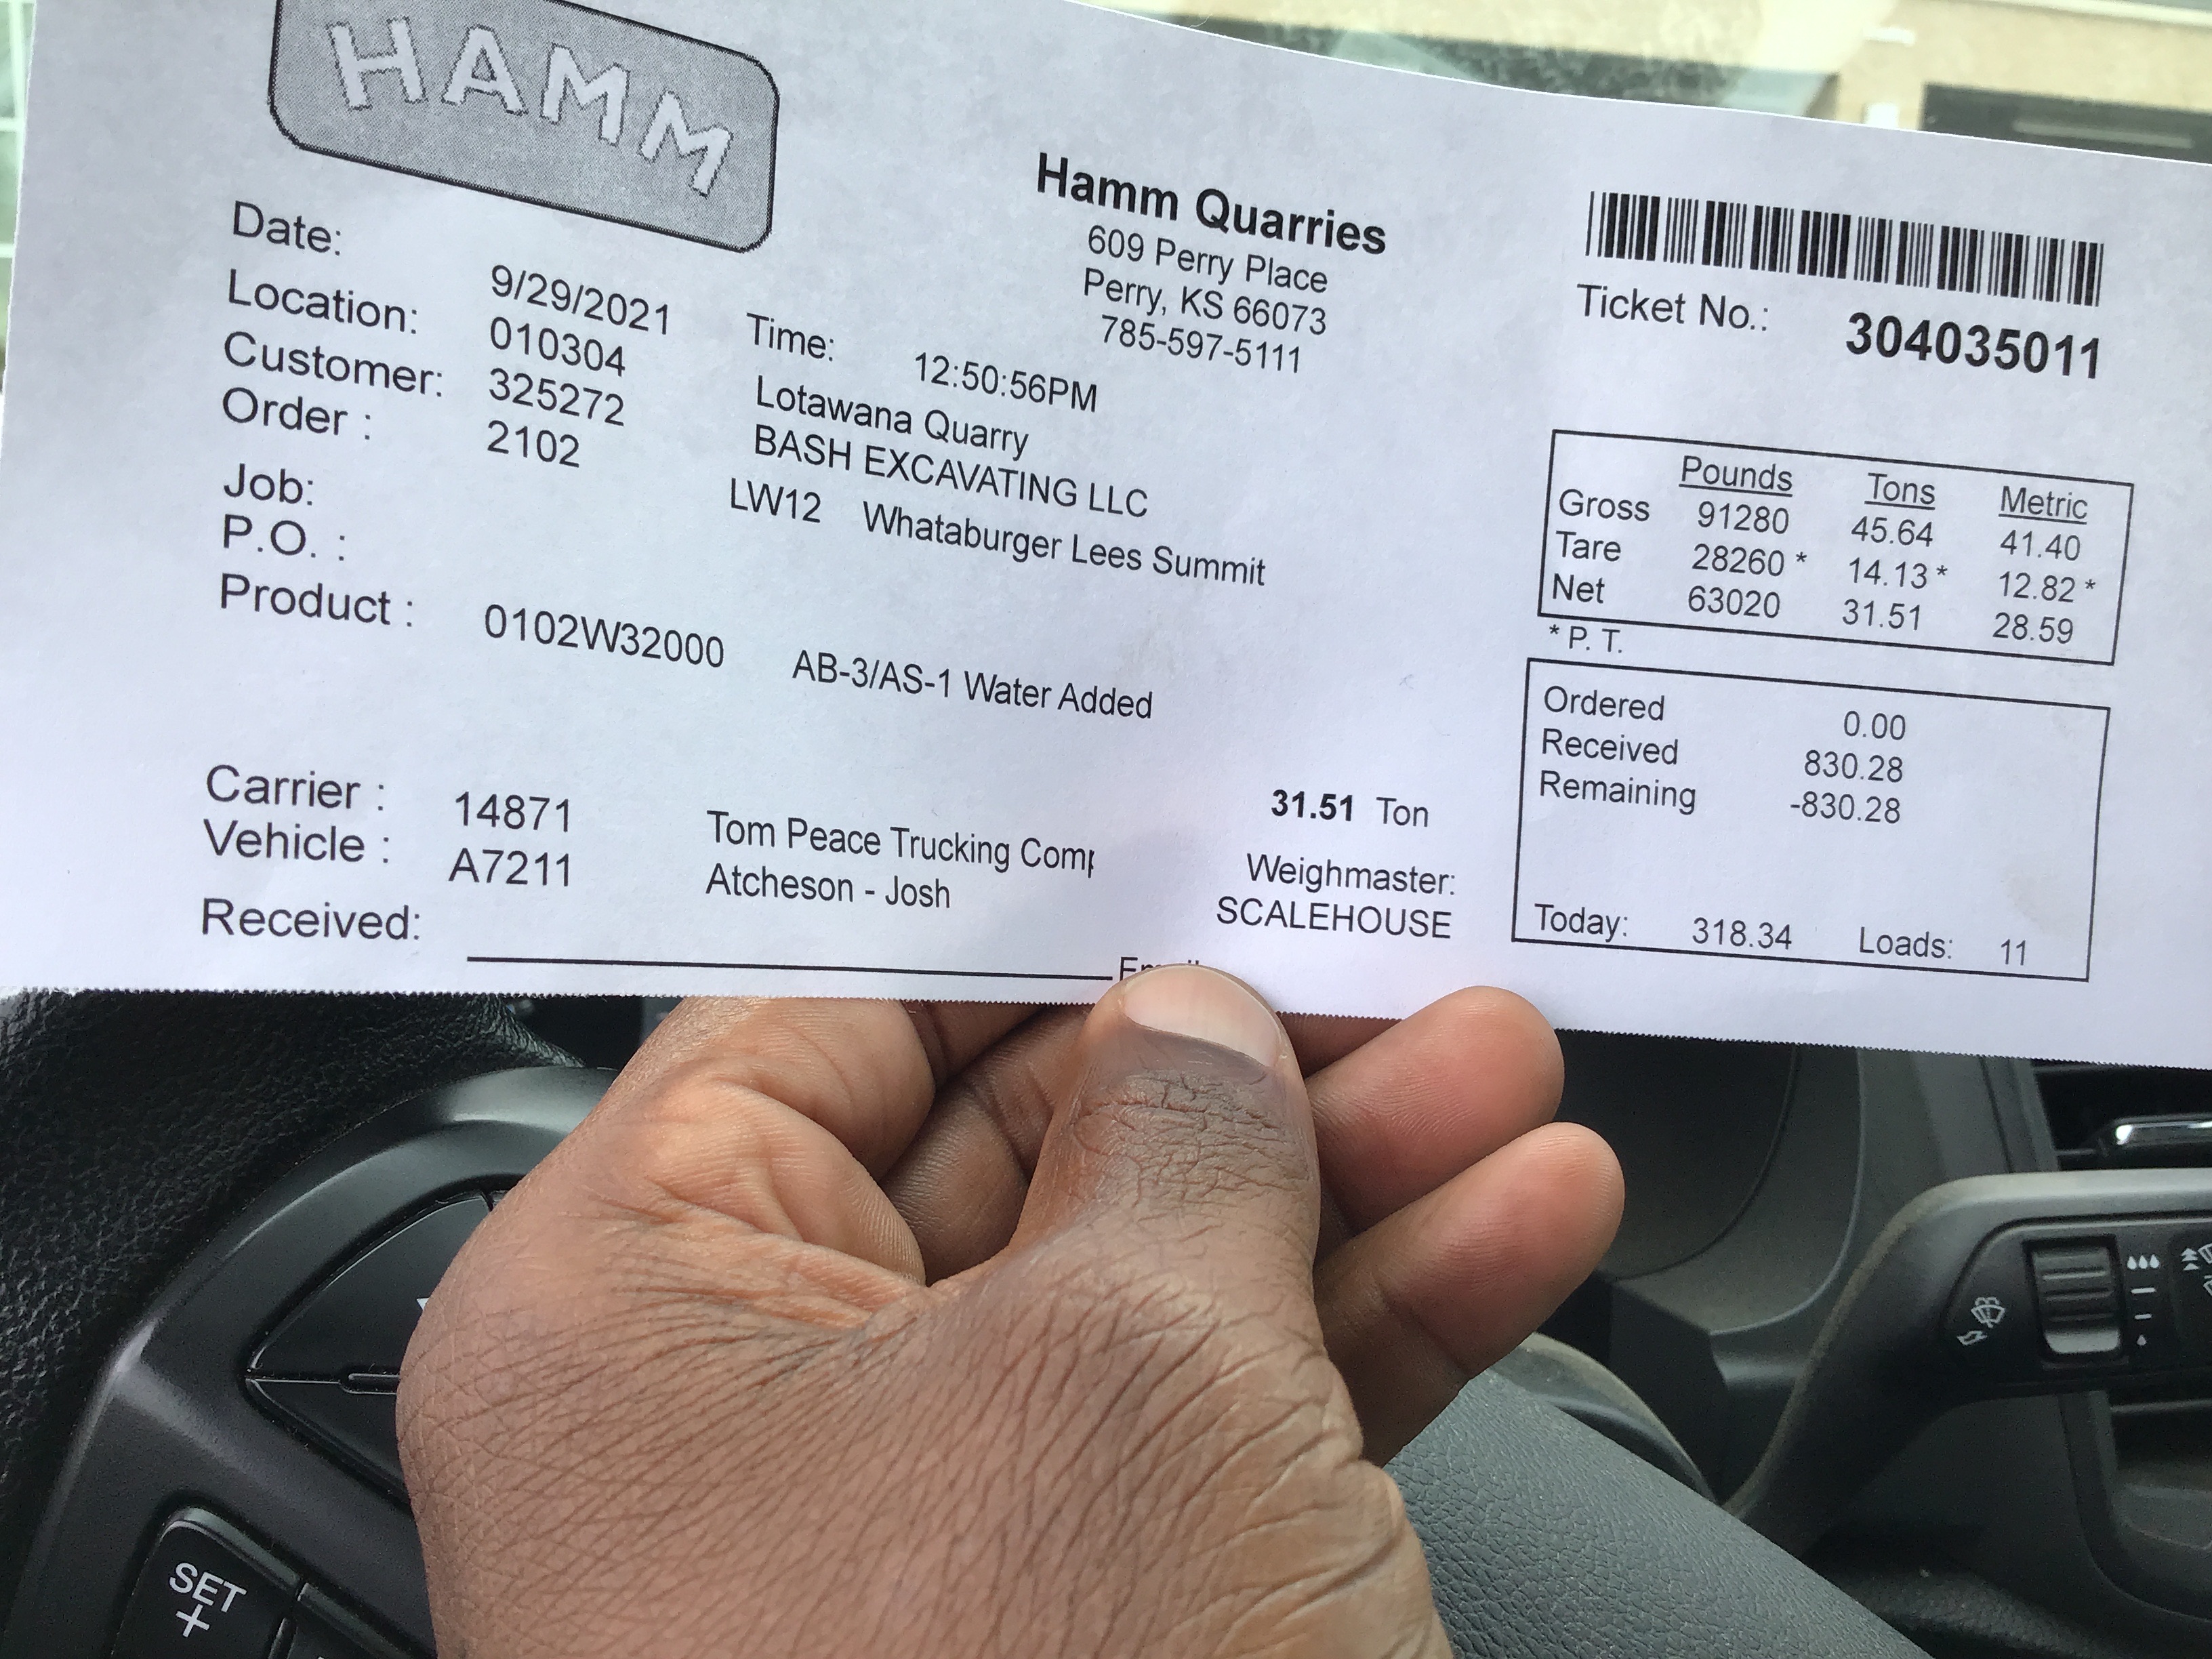 HAMM
Hamm Quarries
609 Perry Place
Perry, KS 66073
785-597-5111
Ticket No.: 304035011
Date: 9/29/2021 Time: 12:50:56PM
Location: 010304 Lotawana Quarry
Customer: 325272 BASH EXCAVATING LLC
Order : 2102 LW12 Whataburger Lees Summit
Job:
P.O. :
Product : 0102W32000 AB-3/AS-1 Water Added
Pounds Tons Metric
Gross 91280 45.64 41.40
Tare 28260 * 14.13 * 12.82 *
Net 63020 31.51 28.59
* P. T.
Ordered 0.00
Received 830.28
Remaining -830.28
Today: 318.34 Loads: 11
Carrier : 14871 Tom Peace Trucking Comp
31.51 Ton
Vehicle : A7211 Atcheson - Josh
Weighmaster:
SCALEHOUSE
Received:
SET
+